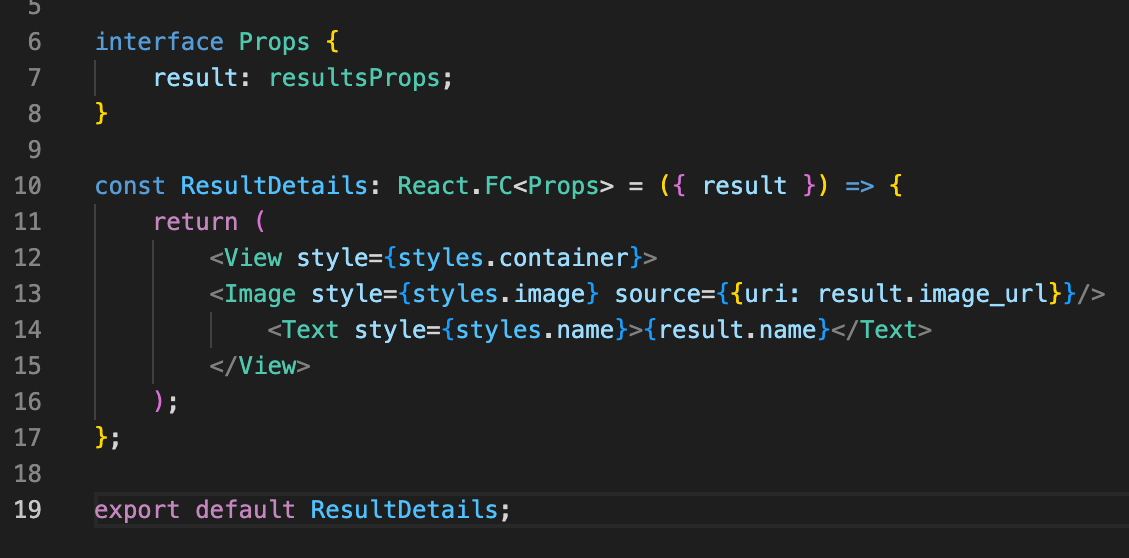 5
6 interface Props {
7     result: resultsProps;
8 }
9
10 const ResultDetails: React.FC<Props> = ({ result }) => {
11     return (
12         <View style={styles.container}>
13         <Image style={styles.image} source={{uri: result.image_url}}/>
14             <Text style={styles.name}>{result.name}</Text>
15         </View>
16     );
17 };
18
19 export default ResultDetails;